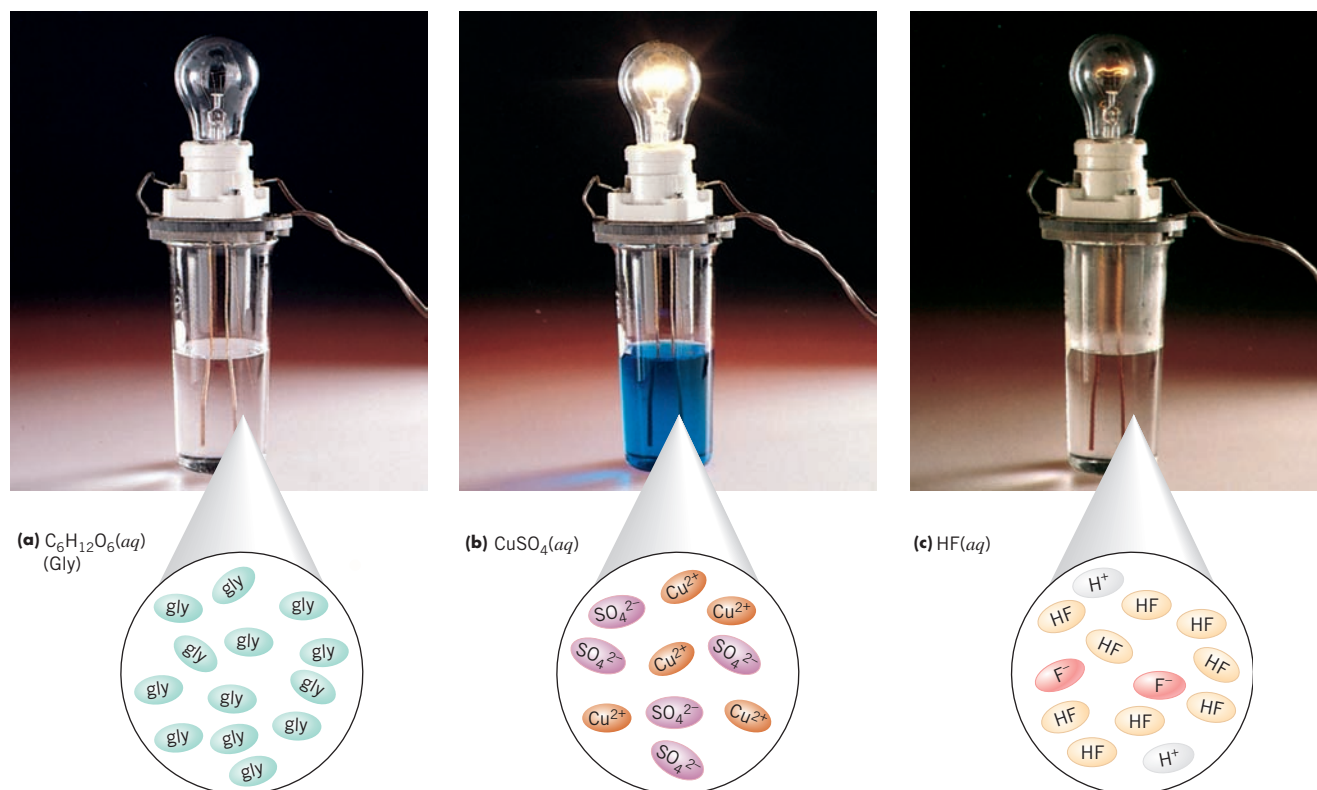 (a) C₆H₁₂O₆(aq)
(Gly)
gly
gly
gly
gly
gly
gly
gly
gly
gly
gly
gly
gly
gly
(b) CuSO₄(aq)
Cu²⁺
SO₄²⁻
Cu²⁺
SO₄²⁻
Cu²⁺
SO₄²⁻
Cu²⁺
SO₄²⁻
Cu²⁺
SO₄²⁻
(c) HF(aq)
H⁺
HF
HF
HF
HF
HF
F⁻
F⁻
HF
HF
HF
HF
H⁺